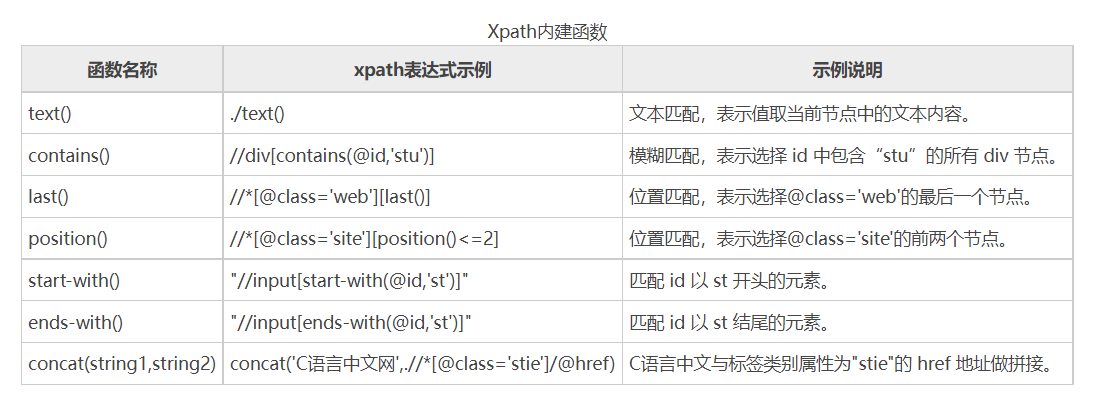 Xpath内建函数
函数名称 xpath表达式示例 示例说明
text() ./text() 文本匹配，表示值取当前节点中的文本内容。
contains() //div[contains(@id,'stu')] 模糊匹配，表示选择 id 中包含“stu”的所有 div 节点。
last() //*[@class='web'][last()] 位置匹配，表示选择@class='web'的最后一个节点。
position() //*[@class='site'][position()<=2] 位置匹配，表示选择@class='site'的前两个节点。
start-with() "//input[start-with(@id,'st')]" 匹配 id 以 st 开头的元素。
ends-with() "//input[ends-with(@id,'st')]" 匹配 id 以 st 结尾的元素。
concat(string1,string2) concat('C语言中文网',.//*[@class='stie']/@href) C语言中文与标签类别属性为"stie"的 href 地址做拼接。